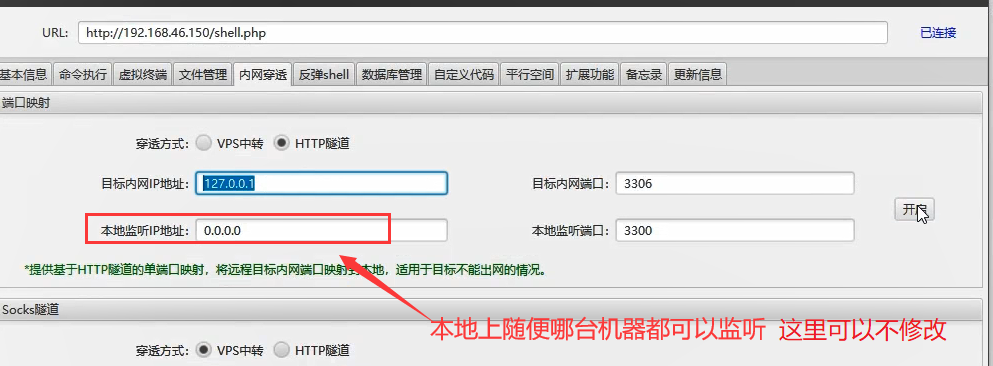 URL: http://192.168.46.150/shell.php 已连接
基本信息 命令执行 虚拟终端 文件管理 内网穿透 反弹shell 数据库管理 自定义代码 平行空间 扩展功能 备忘录 更新信息
端口映射
穿透方式: VPS中转 HTTP隧道
目标内网IP地址: 127.0.0.1 目标内网端口: 3306
开启
本地监听IP地址: 0.0.0.0 本地监听端口: 3300
*提供基于HTTP隧道的单端口映射，将远程目标内网端口映射到本地，适用于目标不能出网的情况。
Socks隧道
本地上随便哪台机器都可以监听 这里可以不修改
穿透方式: VPS中转 HTTP隧道